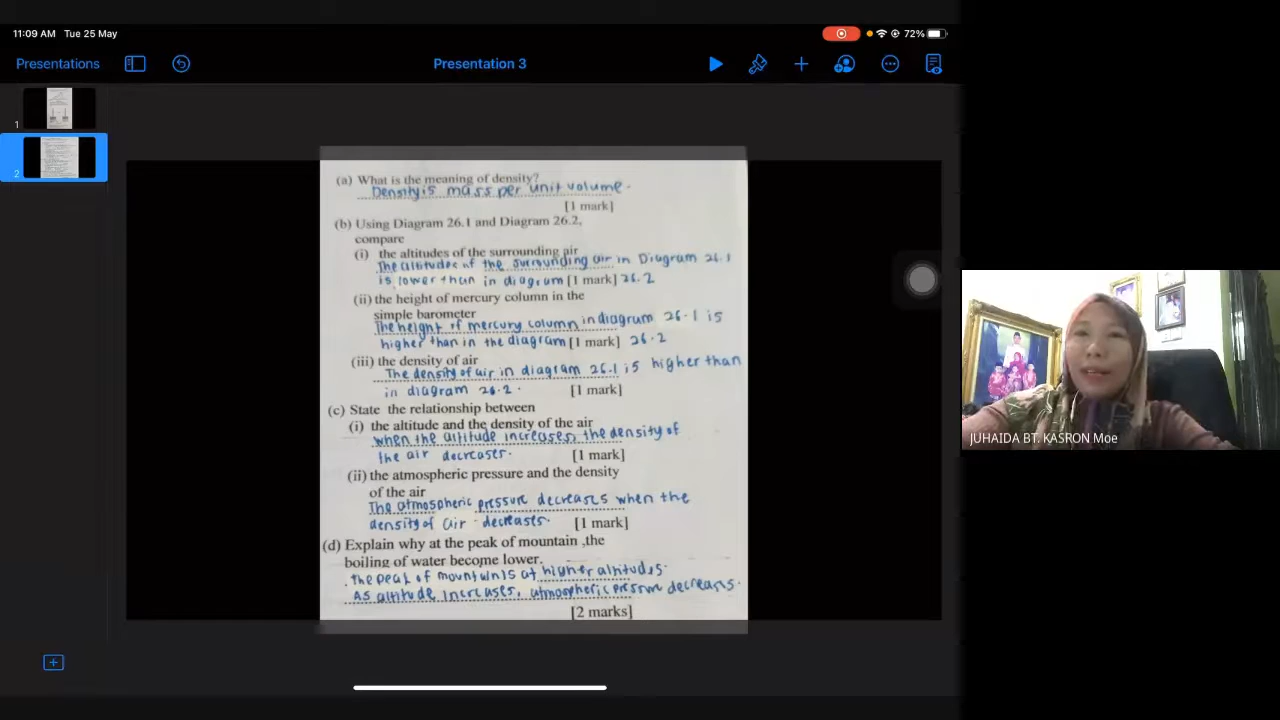 11:09 AM Tue 25 May
72%
Presentations
Presentation 3
1
2
(a) What is the meaning of density?
Density is mass per unit volume.
[1 mark]
(b) Using Diagram 26.1 and Diagram 26.2,
compare
(i) the altitudes of the surrounding air
The altitudes of the surrounding air in Diagram 26.1
is lower than in diagram [1 mark] 26.2
(ii) the height of mercury column in the
simple barometer
The height of mercury column in diagram 26.1 is
higher than in the diagram [1 mark] 26.2
(iii) the density of air
The density of air in diagram 26.1 is higher than
in diagram 26.2. [1 mark]
(c) State the relationship between
(i) the altitude and the density of the air
when the altitude increases, the density of
the air decreases. [1 mark]
(ii) the atmospheric pressure and the density
of the air
The atmospheric pressure decreases when the
density of air decreases. [1 mark]
(d) Explain why at the peak of mountain ,the
boiling of water become lower.
The peak of mountain is at higher altitudes.
As altitude increases, atmospheric pressure decreases.
[2 marks]
JUHAIDA BT. KASRON Moe